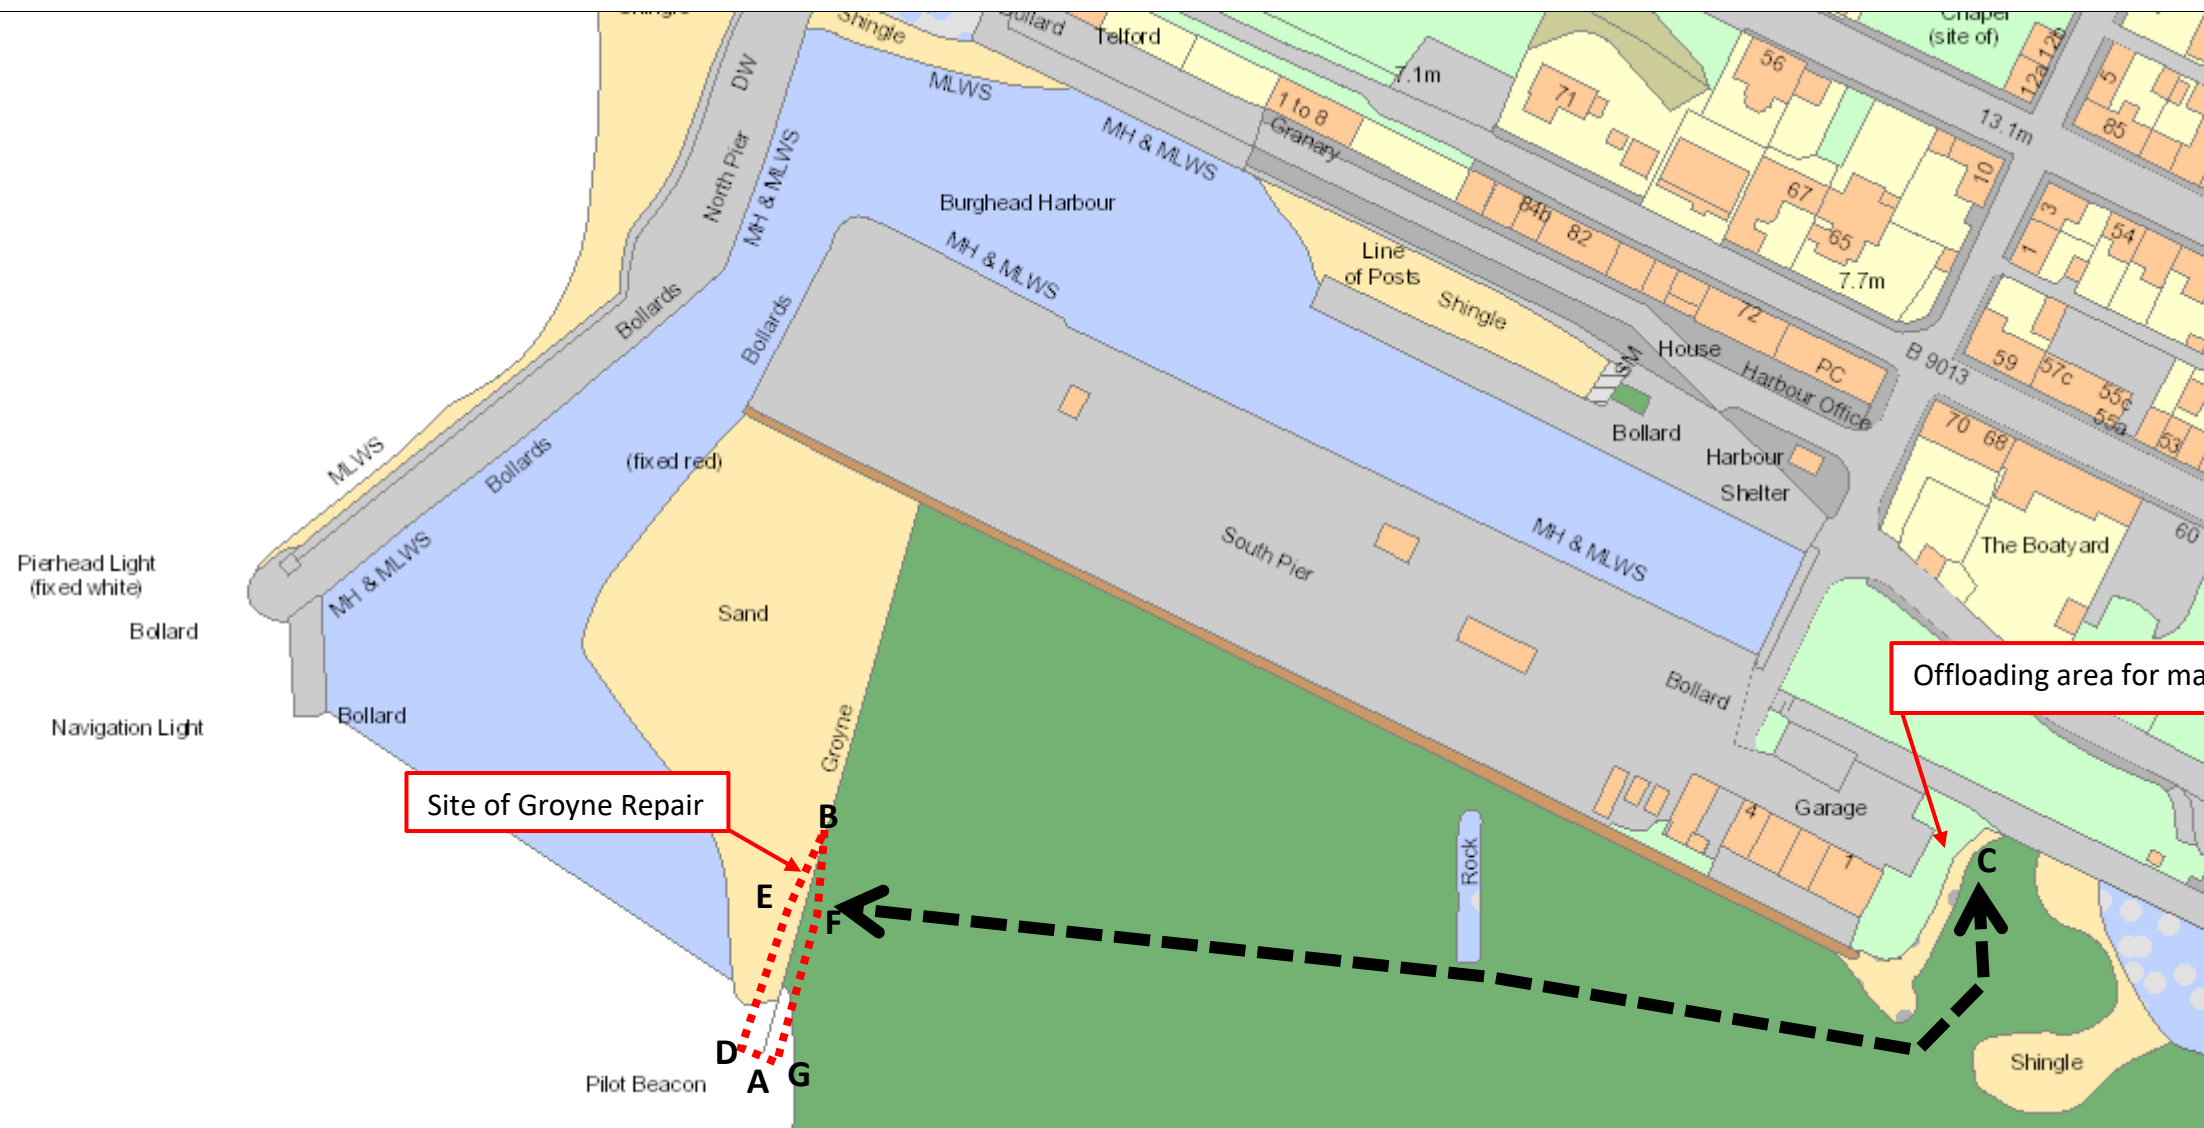 Shingle
Bollard
Telford
Chapel
(site of)
Shingle
DW
MLWS
7.1m
56
12a
12b
5
71
1 to 8
Granary
MH & MLWS
13.1m
85
North Pier
MH & MLWS
Burghead Harbour
84b
82
67
65
10
3
1
54
MH & MLWS
Line
of Posts
Shingle
7.7m
Bollards
Bollards
72
SM
House
PC
Harbour Office
B 9013
59
57c
55c
55a
53
MLWS
Bollards
(fixed red)
Bollard
Harbour
Shelter
70
68
60
The Boatyard
Pierhead Light
(fixed white)
MH & MLWS
Bollard
Sand
South Pier
MH & MLWS
Bollard
Offloading area for ma
Navigation Light
Bollard
Groyne
Site of Groyne Repair
B
E
F
Rock
4
1
Garage
C
D
A
G
Pilot Beacon
Shingle